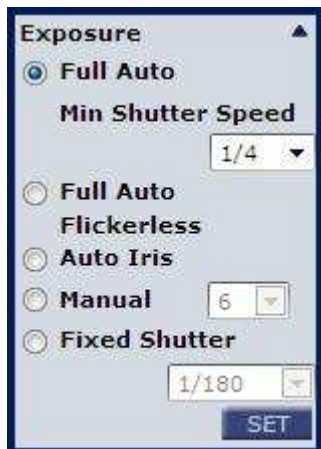 Exposure
Full Auto
Min Shutter Speed
1/4
Full Auto
Flickerless
Auto Iris
Manual 6
Fixed Shutter
1/180
SET